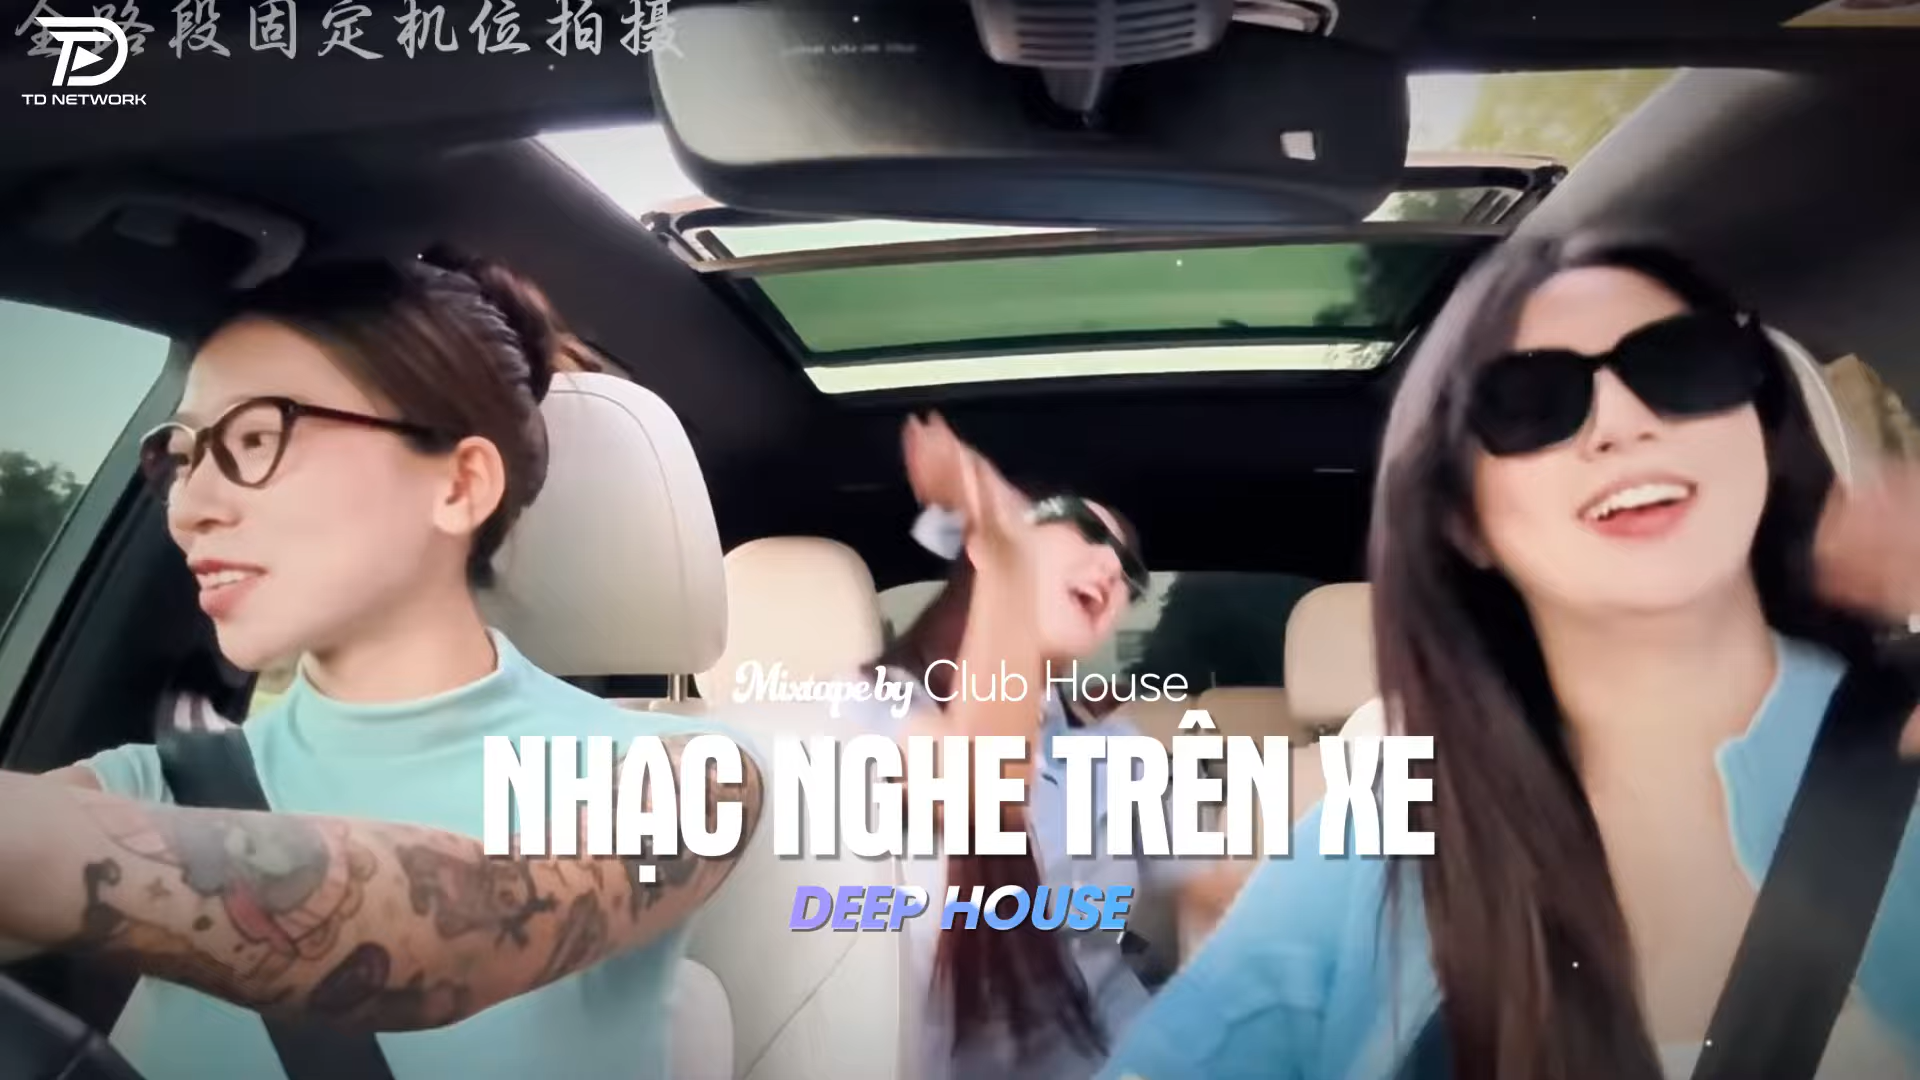 全路段固定机位拍摄
TD NETWORK
Mixtape by Club House
NHẠC NGHE TRÊN XE
DEEP HOUSE